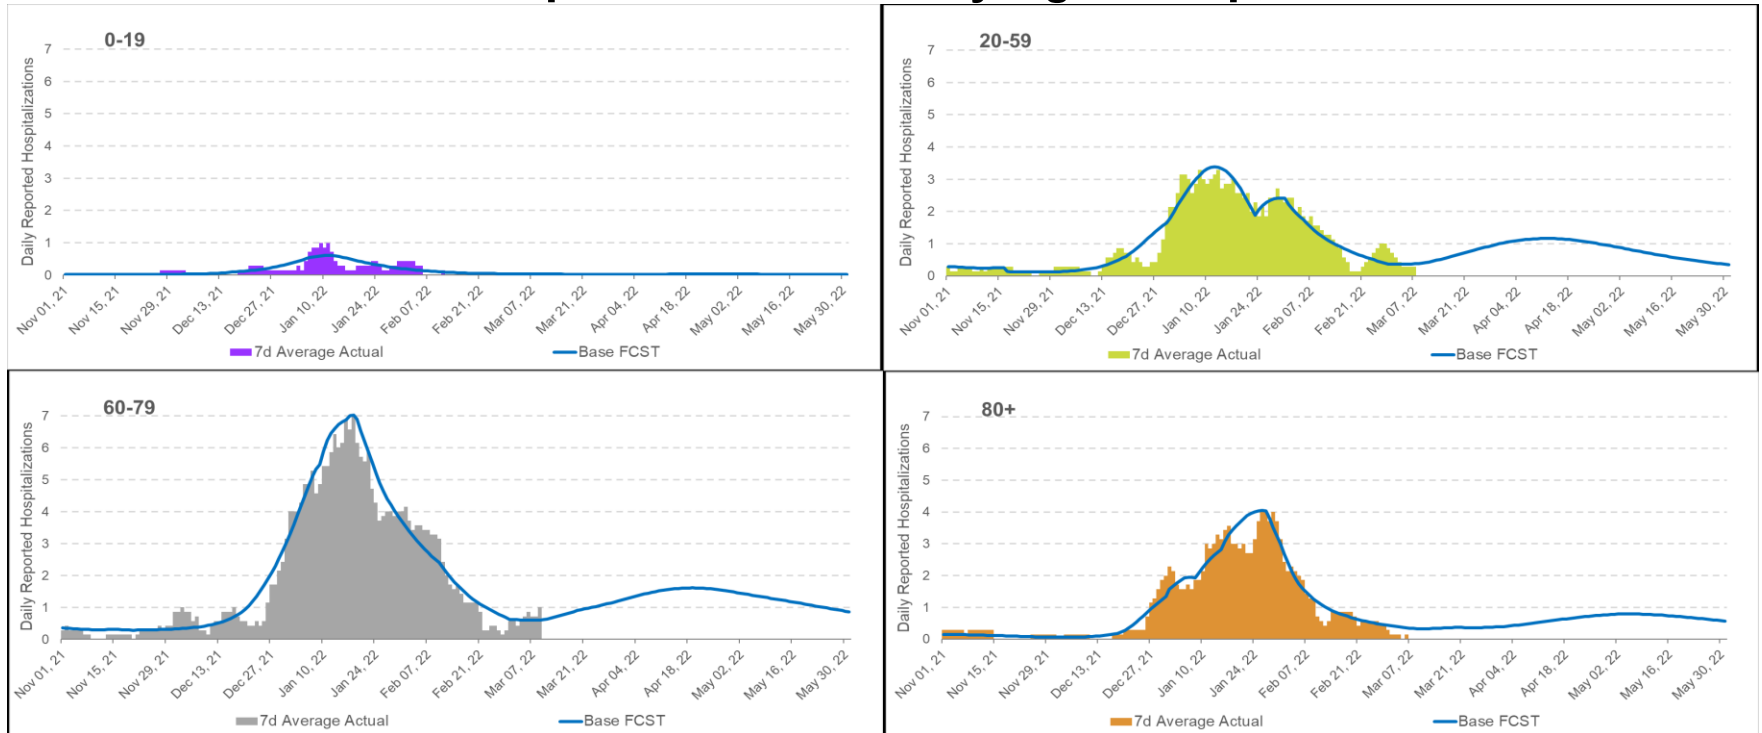 0-19
Daily Reported Hospitalizations
7
6
5
4
3
2
1
0
Nov 01, 21
Nov 15, 21
Nov 29, 21
Dec 13, 21
Dec 27, 21
Jan 10, 22
Jan 24, 22
Feb 07, 22
Feb 21, 22
Mar 07, 22
Mar 21, 22
Apr 04, 22
Apr 18, 22
May 02, 22
May 16, 22
May 30, 22
7d Average Actual
Base FCST
20-59
Daily Reported Hospitalizations
7
6
5
4
3
2
1
0
Nov 01, 21
Nov 15, 21
Nov 29, 21
Dec 13, 21
Dec 27, 21
Jan 10, 22
Jan 24, 22
Feb 07, 22
Feb 21, 22
Mar 07, 22
Mar 21, 22
Apr 04, 22
Apr 18, 22
May 02, 22
May 16, 22
May 30, 22
7d Average Actual
Base FCST
60-79
Daily Reported Hospitalizations
7
6
5
4
3
2
1
0
Nov 01, 21
Nov 15, 21
Nov 29, 21
Dec 13, 21
Dec 27, 21
Jan 10, 22
Jan 24, 22
Feb 07, 22
Feb 21, 22
Mar 07, 22
Mar 21, 22
Apr 04, 22
Apr 18, 22
May 02, 22
May 16, 22
May 30, 22
7d Average Actual
Base FCST
80+
Daily Reported Hospitalizations
7
6
5
4
3
2
1
0
Nov 01, 21
Nov 15, 21
Nov 29, 21
Dec 13, 21
Dec 27, 21
Jan 10, 22
Jan 24, 22
Feb 07, 22
Feb 21, 22
Mar 07, 22
Mar 21, 22
Apr 04, 22
Apr 18, 22
May 02, 22
May 16, 22
May 30, 22
7d Average Actual
Base FCST